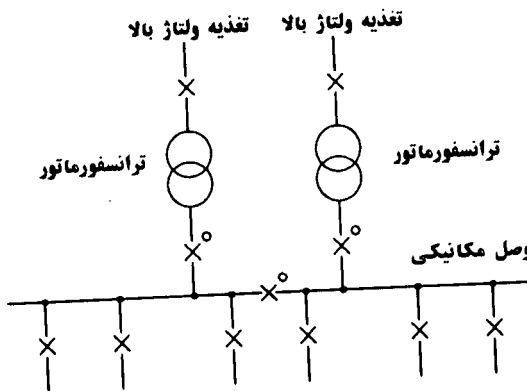 تغذیه ولتاژ بالا
تغذیه ولتاژ بالا
ترانسفورماتور
ترانسفورماتور
وصل مکانیکی